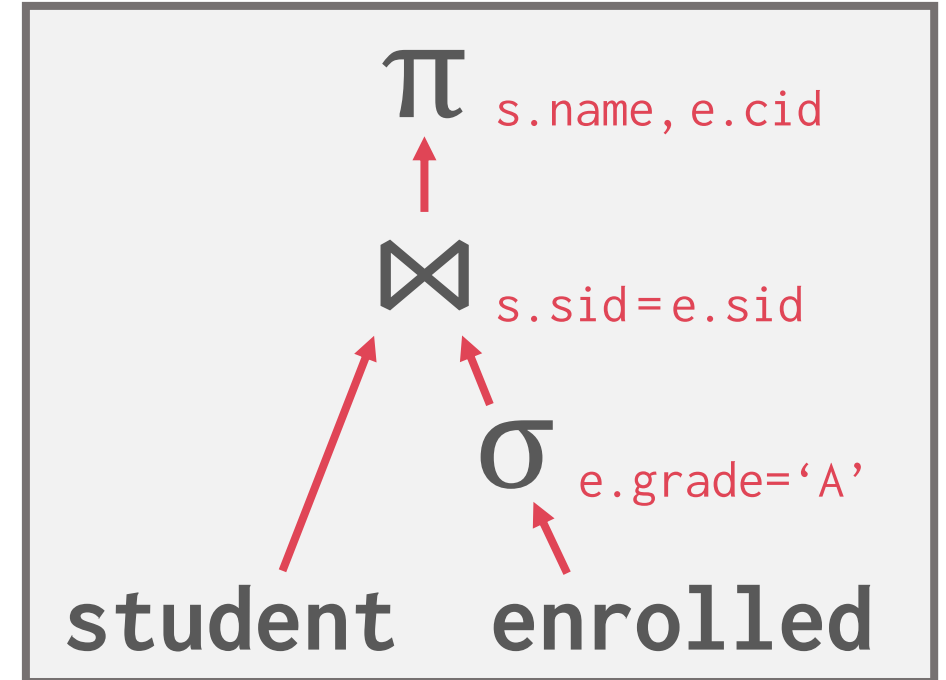 π s.name, e.cid
⋈ s.sid=e.sid
σ e.grade=‘A’
student enrolled